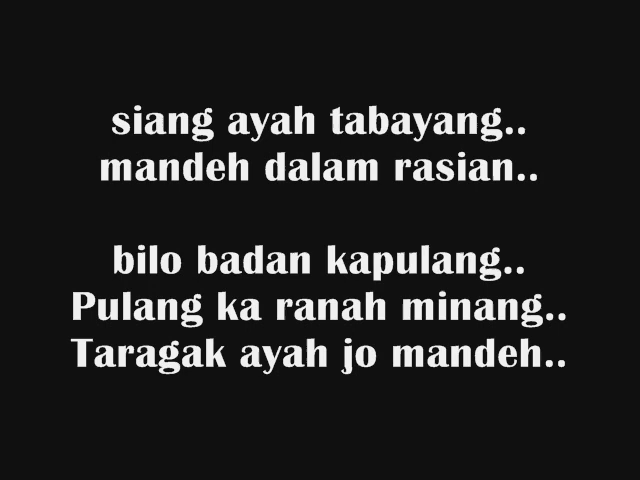 siang ayah tabayang..
mandeh dalam rasian..
bilo badan kapulang..
Pulang ka ranah minang..
Taragak ayah jo mandeh..